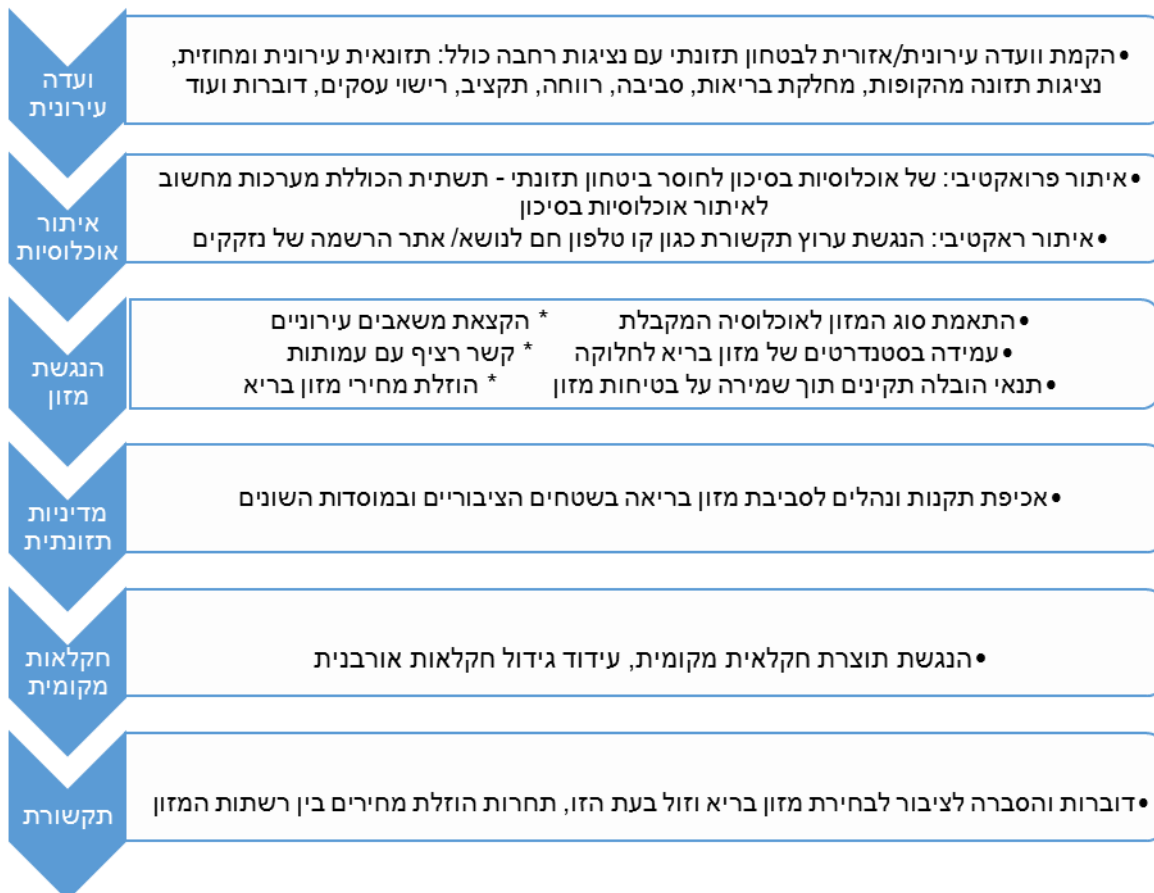 ועדה
עירונית
•הקמת וועדה עירונית/אזורית לבטחון תזונתי עם נציגות רחבה כולל: תזונאית עירונית ומחוזית,
נציגות תזונה מהקופות, מחלקת בריאות, סביבה, רווחה, תקציב, רישוי עסקים, דוברות ועוד
איתור
אוכלוסיות
•איתור פרואקטיבי: של אוכלוסיות בסיכון לחוסר ביטחון תזונתי - תשתית הכוללת מערכות מחשוב
לאיתור אוכלוסיות בסיכון
•איתור ראקטיבי: הנגשת ערוץ תקשורת כגון קו טלפון חם לנושא/ אתר הרשמה של נזקקים
הנגשת
מזון
•התאמת סוג המזון לאוכלוסיה המקבלת * הקצאת משאבים עירוניים
•עמידה בסטנדרטים של מזון בריא לחלוקה * קשר רציף עם עמותות
•תנאי הובלה תקינים תוך שמירה על בטיחות מזון * הוזלת מחירי מזון בריא
מדיניות
תזונתית
•אכיפת תקנות ונהלים לסביבת מזון בריאה בשטחים הציבוריים ובמוסדות השונים
חקלאות
מקומית
•הנגשת תוצרת חקלאית מקומית, עידוד גידול חקלאות אורבנית
תקשורת
•דוברות והסברה לציבור לבחירת מזון בריא וזול בעת הזו, תחרות הוזלת מחירים בין רשתות המזון